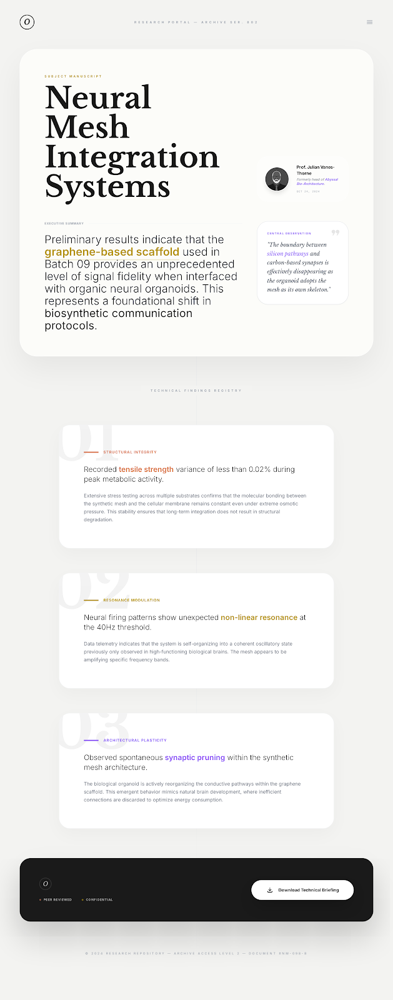 O
RESEARCH PORTAL — ARCHIVE SER. 002
SUBJECT MANUSCRIPT
Neural
Mesh
Integration
Systems
Prof. Julian Vanes-
Thorne
Formerly head of Abyssal
Bio-Architecture.
OCT 24, 2024
EXECUTIVE SUMMARY
Preliminary results indicate that the
graphene-based scaffold used in
Batch 09 provides an unprecedented
level of signal fidelity when interfaced
with organic neural organoids. This
represents a foundational shift in
biosynthetic communication
protocols.
CENTRAL OBSERVATION
"The boundary between
silicon pathways and
carbon-based synapses is
effectively disappearing as
the organoid adopts the
mesh as its own skeleton."
TECHNICAL FINDINGS REGISTRY
01
STRUCTURAL INTEGRITY
Recorded tensile strength variance of less than 0.02% during
peak metabolic activity.
Extensive stress testing across multiple substrates confirms that the molecular bonding between
the synthetic mesh and the cellular membrane remains constant even under extreme osmotic
pressure. This stability ensures that long-term integration does not result in structural
degradation.
02
RESONANCE MODULATION
Neural firing patterns show unexpected non-linear resonance at
the 40Hz threshold.
Data telemetry indicates that the system is self-organizing into a coherent oscillatory state
previously only observed in high-functioning biological brains. The mesh appears to be
amplifying specific frequency bands.
03
ARCHITECTURAL PLASTICITY
Observed spontaneous synaptic pruning within the synthetic
mesh architecture.
The biological organoid is actively reorganizing the conductive pathways within the graphene
scaffold. This emergent behavior mimics natural brain development, where inefficient
connections are discarded to optimize energy consumption.
O
PEER REVIEWED
CONFIDENTIAL
Download Technical Briefing
© 2024 RESEARCH REPOSITORY — ARCHIVE ACCESS LEVEL 2 — DOCUMENT